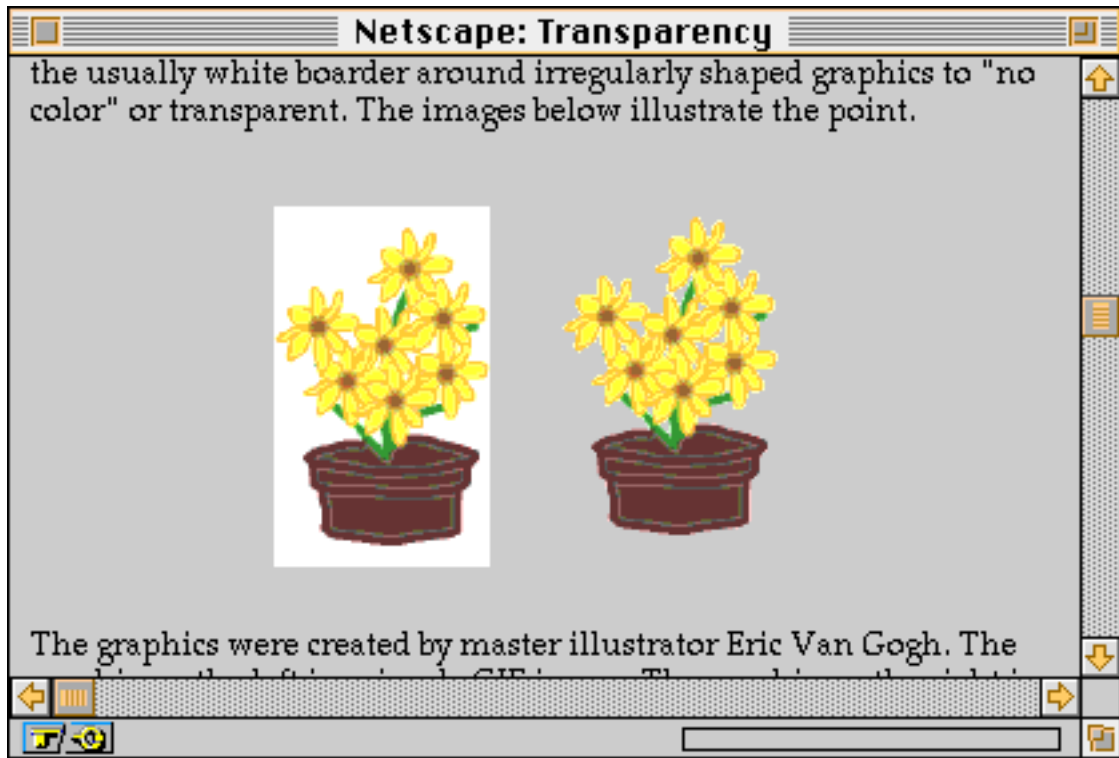 Netscape: Transparency
the usually white boarder around irregularly shaped graphics to "no
color" or transparent. The images below illustrate the point.
The graphics were created by master illustrator Eric Van Gogh. The